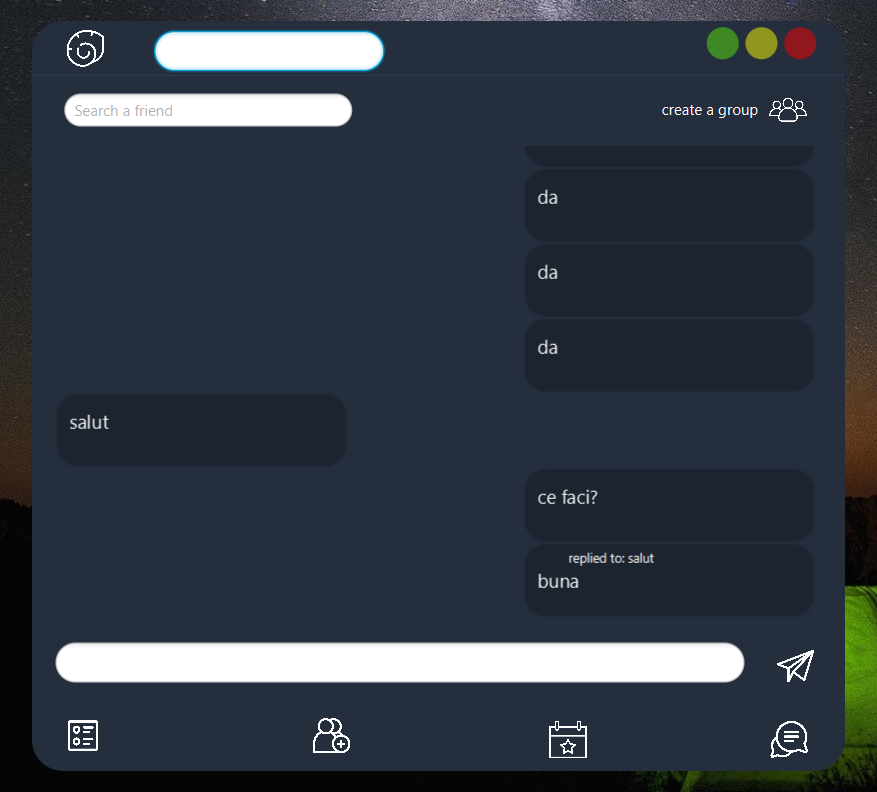 Search a friend
create a group
da
da
da
salut
ce faci?
replied to: salut
buna